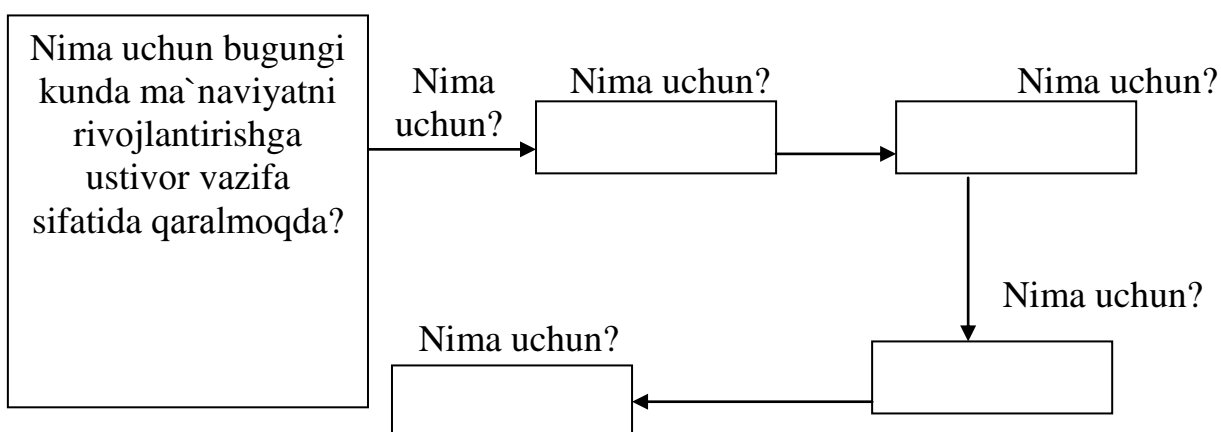 Nima uchun bugungi
kunda ma`naviyatni
rivojlantirishga
ustivor vazifa
sifatida qaralmoqda?
Nima
uchun?
Nima uchun?
Nima uchun?
Nima uchun?
Nima uchun?